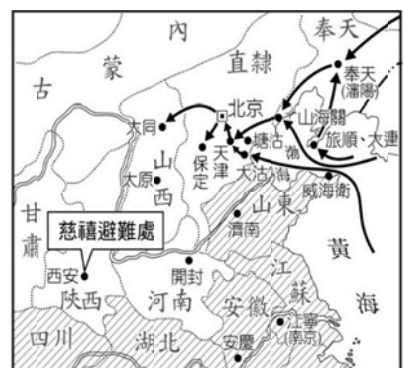 內
蒙
古
直隸
奉天
奉天
(瀋陽)
北京
山海關
旅順、大連
大同
塘沽
天津
保定
大沽
渤
海
威海衛
山西
太原
山東
濟南
甘肅
慈禧避難處
黃海
西安
陝西
開封
河南
江蘇
安徽
江寧
(南京)
四川
湖北
安慶